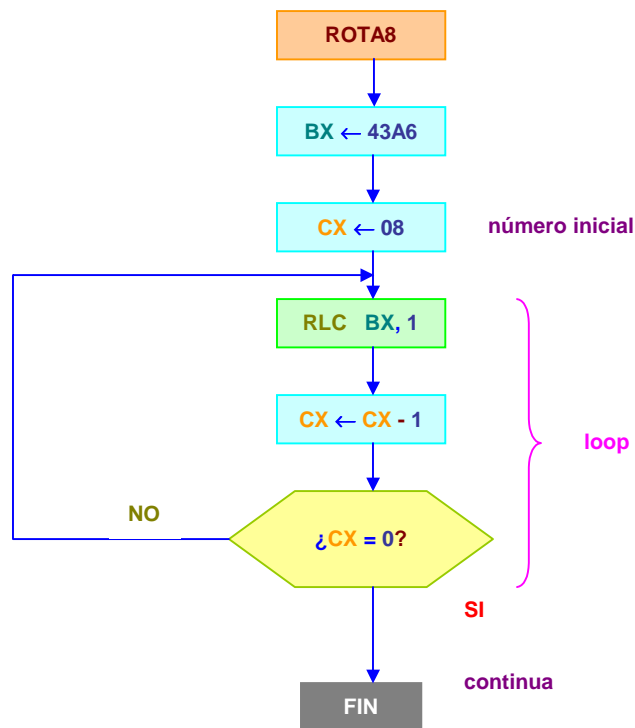 ROTA8
BX ← 43A6
CX ← 08
número inicial
RLC BX, 1
CX ← CX - 1
loop
NO
¿CX = 0?
SI
continua
FIN